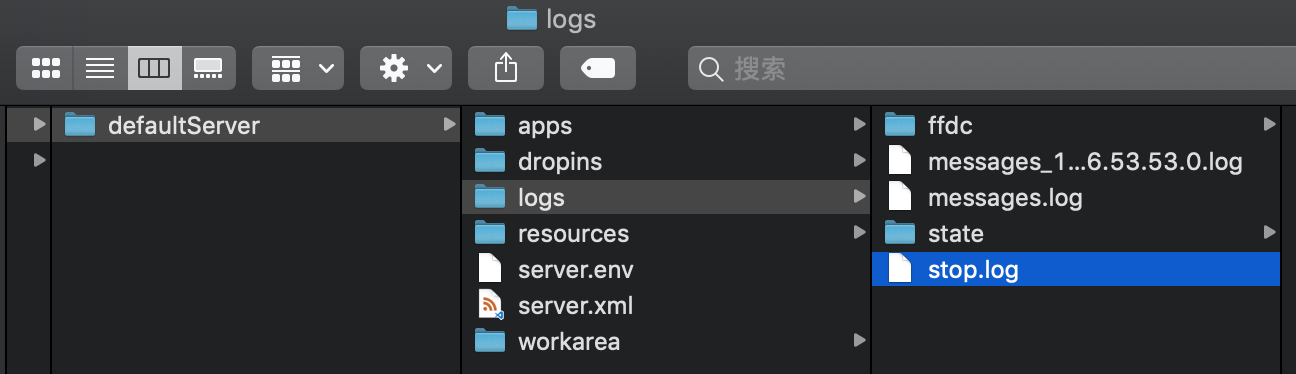 logs
搜索
defaultServer
apps
dropins
logs
resources
server.env
server.xml
workarea
ffdc
messages_1...6.53.53.0.log
messages.log
state
stop.log